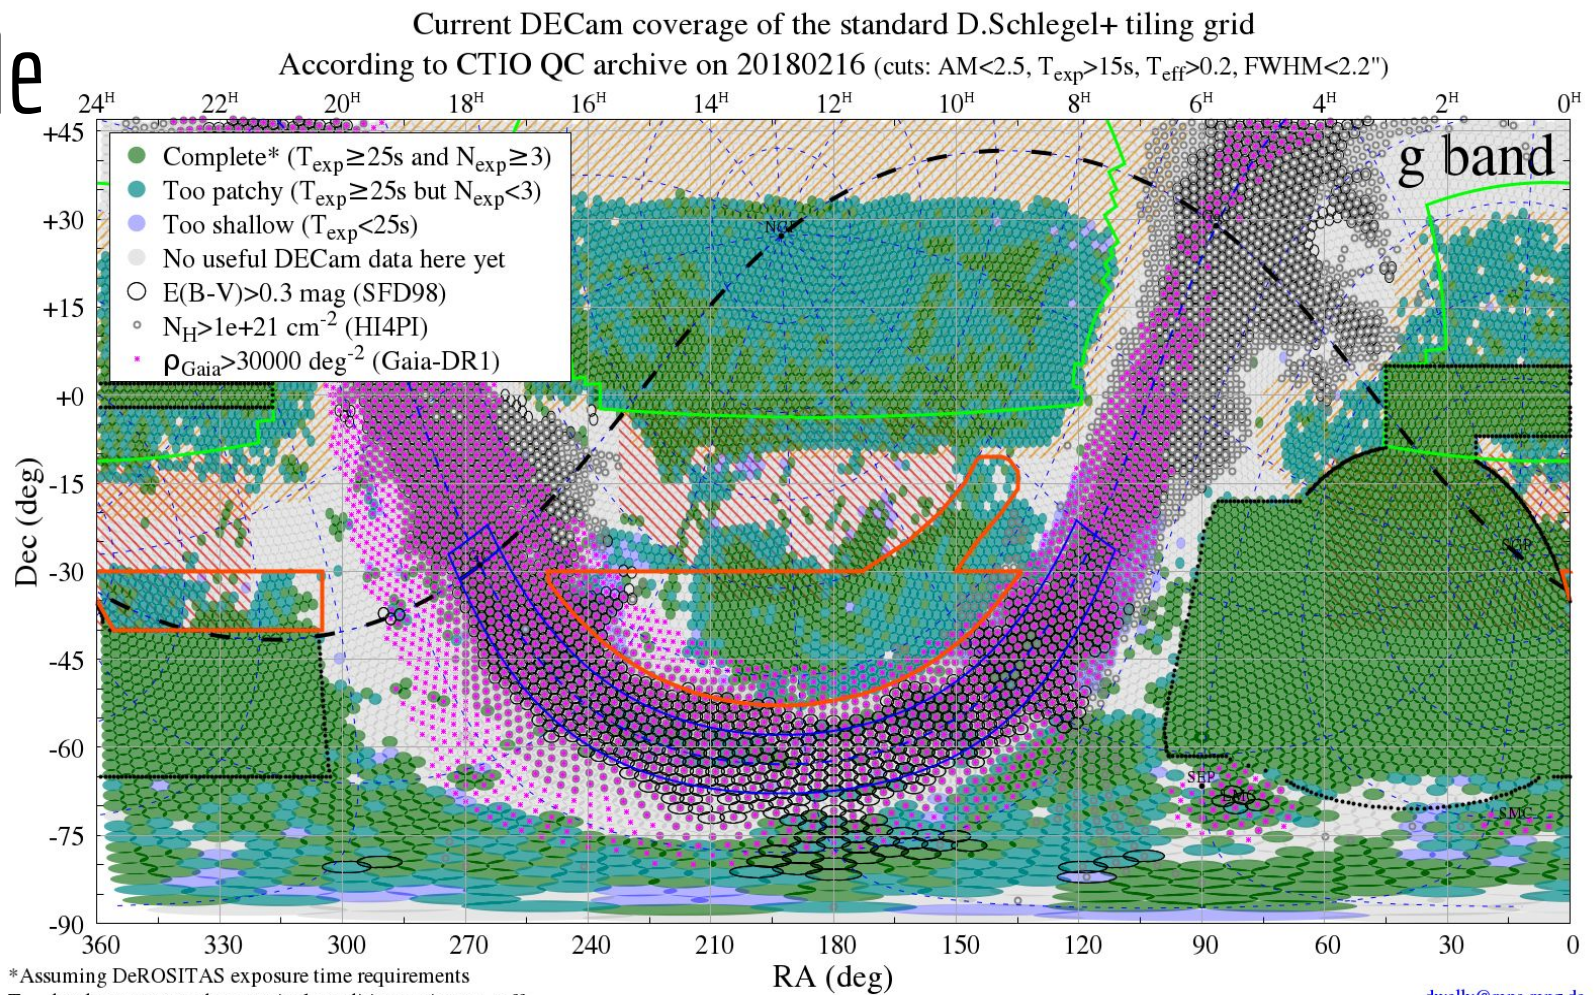 de
Current DECam coverage of the standard D.Schlegel+ tiling grid
According to CTIO QC archive on 20180216 (cuts: AM<2.5, Texp>15s, Teff>0.2, FWHM<2.2")
24H 22H 20H 18H 16H 14H 12H 10H 8H 6H 4H 2H 0H
g band
Complete* (Texp≥25s and Nexp≥3)
Too patchy (Texp≥25s but Nexp<3)
Too shallow (Texp<25s)
No useful DECam data here yet
E(B-V)>0.3 mag (SFD98)
NH>1e+21 cm-2 (HI4PI)
ρGaia>30000 deg-2 (Gaia-DR1)
NGP
SGP
SEP
LMC
SMC
Dec (deg)
+45
+30
+15
+0
-15
-30
-45
-60
-75
-90
360 330 300 270 240 210 180 150 120 90 60 30 0
RA (deg)
*Assuming DeROSITAS exposure time requirements